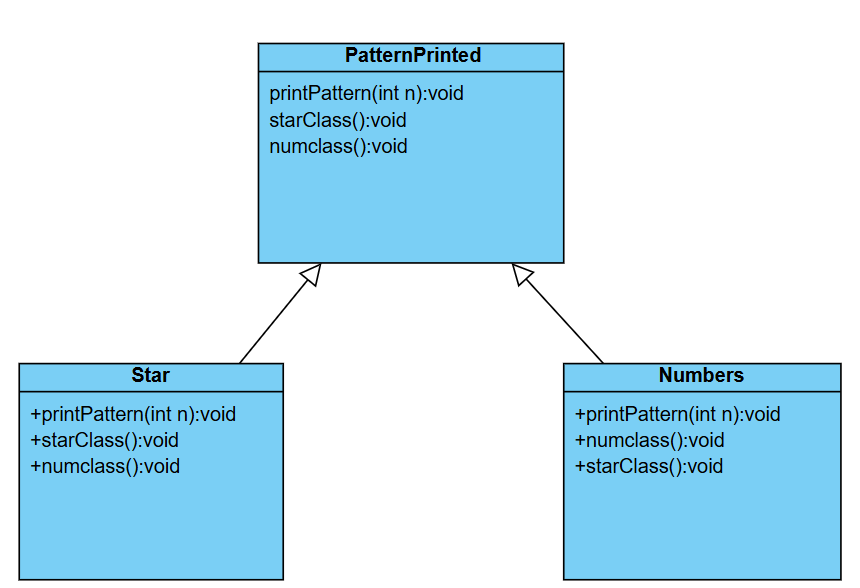 PatternPrinted
printPattern(int n):void
starClass():void
numclass():void
Star
+printPattern(int n):void
+starClass():void
+numclass():void
Numbers
+printPattern(int n):void
+numclass():void
+starClass():void